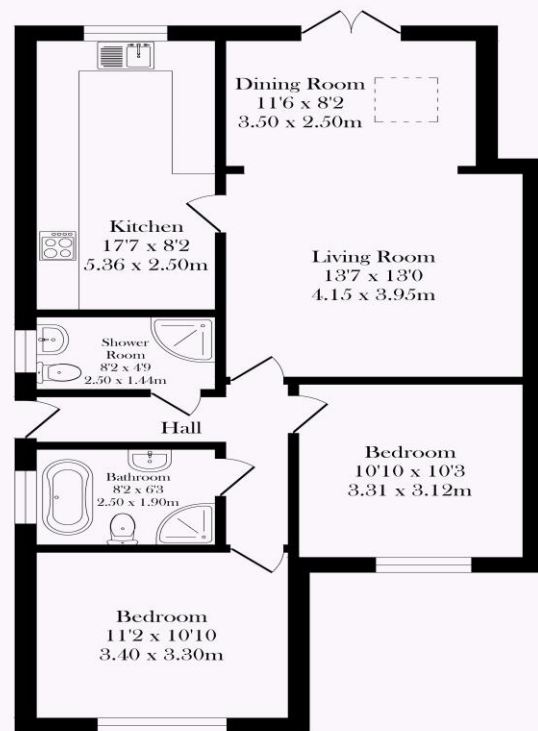 Dining Room
11'6 x 8'2
3.50 x 2.50m
Kitchen
17'7 x 8'2
5.36 x 2.50m
Living Room
13'7 x 13'0
4.15 x 3.95m
Shower
Room
8'2 x 4'9
2.50 x 1.44m
Hall
Bedroom
10'10 x 10'3
3.31 x 3.12m
Bathroom
8'2 x 6'3
2.50 x 1.90m
Bedroom
11'2 x 10'10
3.40 x 3.30m